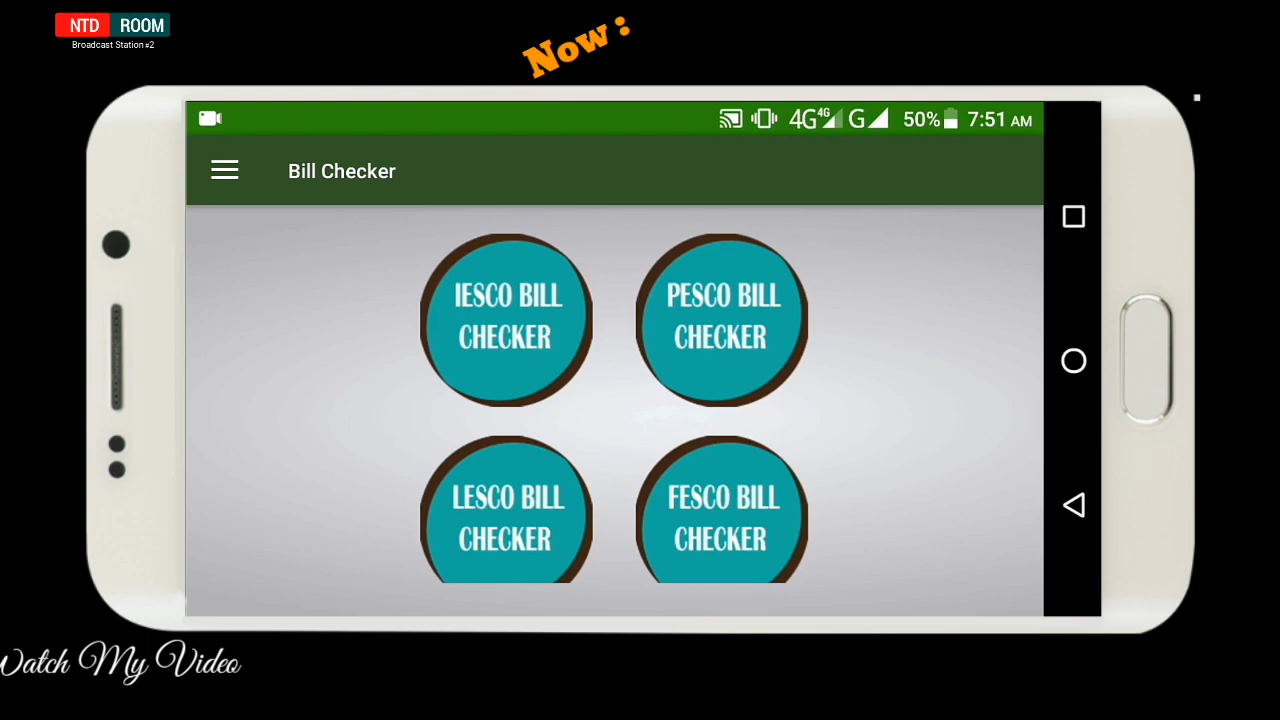 NTD ROOM
Broadcast Station #2
Now :
4G 4G G 50% 7:51 AM
Bill Checker
IESCO BILL
CHECKER
PESCO BILL
CHECKER
LESCO BILL
CHECKER
FESCO BILL
CHECKER
Watch My Video